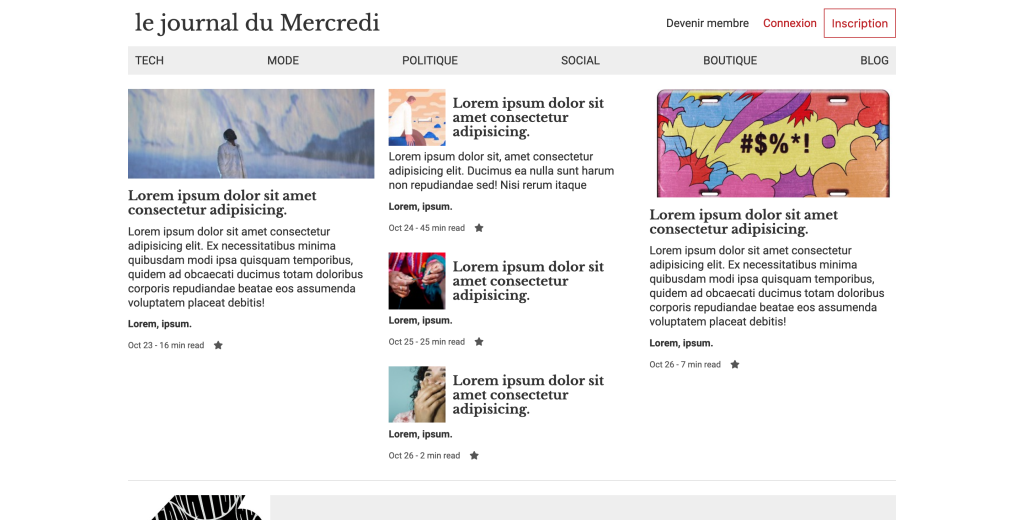 le journal du Mercredi
Devenir membre
Connexion
Inscription
TECH
MODE
POLITIQUE
SOCIAL
BOUTIQUE
BLOG
Lorem ipsum dolor sit amet
consectetur adipisicing.
Lorem ipsum dolor sit amet consectetur
adipisicing elit. Ex necessitatibus minima
quibusdam modi ipsa quisquam temporibus,
quidem ad obcaecati ducimus totam doloribus
corporis repudiandae beatae eos assumenda
voluptatem placeat debitis!
Lorem, ipsum.
Oct 23 - 16 min read
Lorem ipsum dolor sit
amet consectetur
adipisicing.
Lorem ipsum dolor sit, amet consectetur
adipisicing elit. Ducimus ea nulla sunt harum
non repudiandae sed! Nisi rerum itaque
Lorem, ipsum.
Oct 24 - 45 min read
Lorem ipsum dolor sit
amet consectetur
adipisicing.
Lorem, ipsum.
Oct 25 - 25 min read
Lorem ipsum dolor sit
amet consectetur
adipisicing.
Lorem, ipsum.
Oct 26 - 2 min read
#$%*!
Lorem ipsum dolor sit amet
consectetur adipisicing.
Lorem ipsum dolor sit amet consectetur
adipisicing elit. Ex necessitatibus minima
quibusdam modi ipsa quisquam temporibus,
quidem ad obcaecati ducimus totam doloribus
corporis repudiandae beatae eos assumenda
voluptatem placeat debitis!
Lorem, ipsum.
Oct 26 - 7 min read